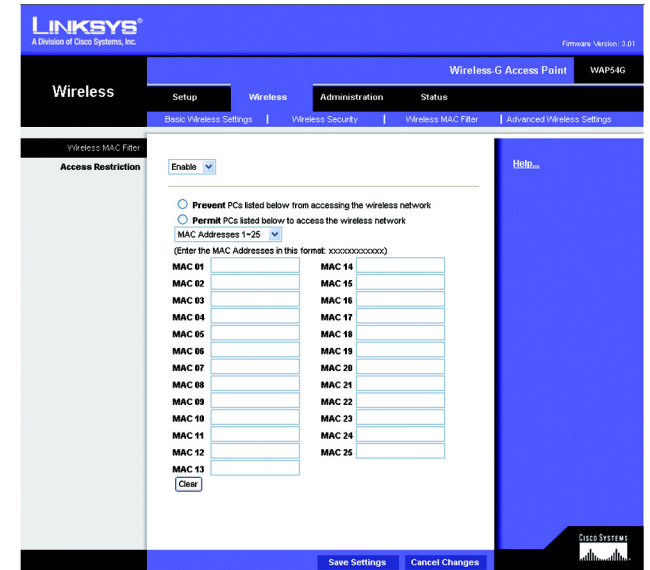 LINKSYS®
A Division of Cisco Systems, Inc.
Firmware Version: 3.01
Wireless-G Access Point WAP54G
Wireless
Setup Wireless Administration Status
Basic Wireless Settings | Wireless Security | Wireless MAC Filter | Advanced Wireless Settings
Wireless MAC Filter
Access Restriction
Enable
Help...
Prevent PCs listed below from accessing the wireless network
Permit PCs listed below to access the wireless network
MAC Addresses 1~25
(Enter the MAC Addresses in this format: xxxxxxxxxxxx)
MAC 01 MAC 14
MAC 02 MAC 15
MAC 03 MAC 16
MAC 04 MAC 17
MAC 05 MAC 18
MAC 06 MAC 19
MAC 07 MAC 20
MAC 08 MAC 21
MAC 09 MAC 22
MAC 10 MAC 23
MAC 11 MAC 24
MAC 12 MAC 25
MAC 13
Clear
Save Settings Cancel Changes
CISCO SYSTEMS